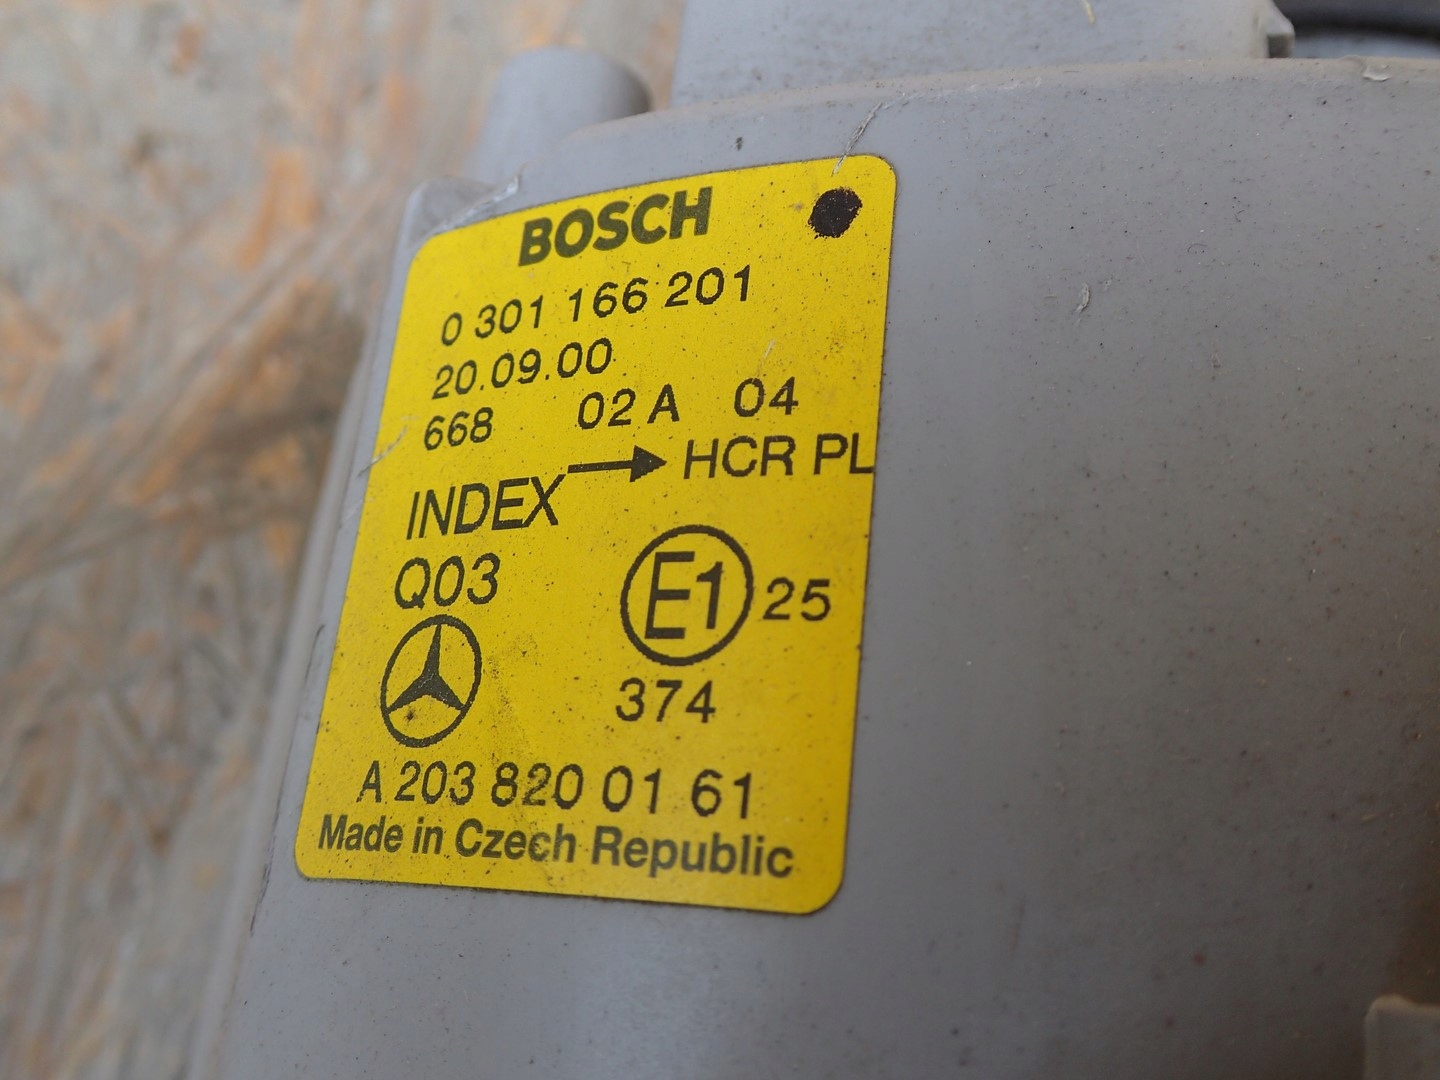 BOSCH
0 301 166 201
20.09.00
668 02 A 04
INDEX → HCR PL
Q03
E1 25
374
A 203 820 01 61
Made in Czech Republic